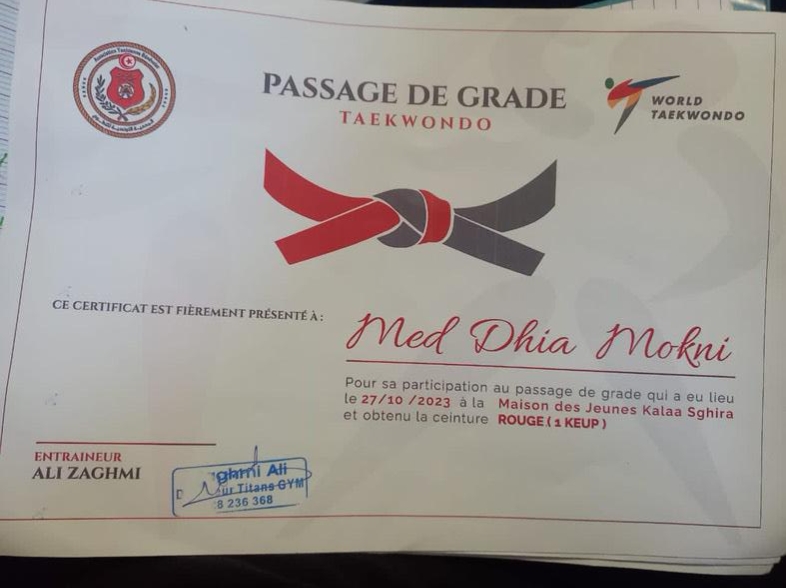 PASSAGE DE GRADE
TAEKWONDO
WORLD
TAEKWONDO
CE CERTIFICAT EST FIÈREMENT PRÉSENTÉ À :
Med Dhia Mokni
Pour sa participation au passage de grade qui a eu lieu
le 27/10 /2023 à la Maison des Jeunes Kalaa Sghira
et obtenu la ceinture ROUGE ( 1 KEUP )
ENTRAINEUR
ALI ZAGHMI
Ali
Titans GYM
8 236 368